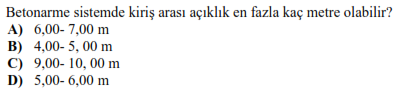 Betonarme sistemde kiriş arası açıklık en fazla kaç metre olabilir?
A) 6,00- 7,00 m
B) 4,00- 5, 00 m
C) 9,00- 10, 00 m
D) 5,00- 6,00 m